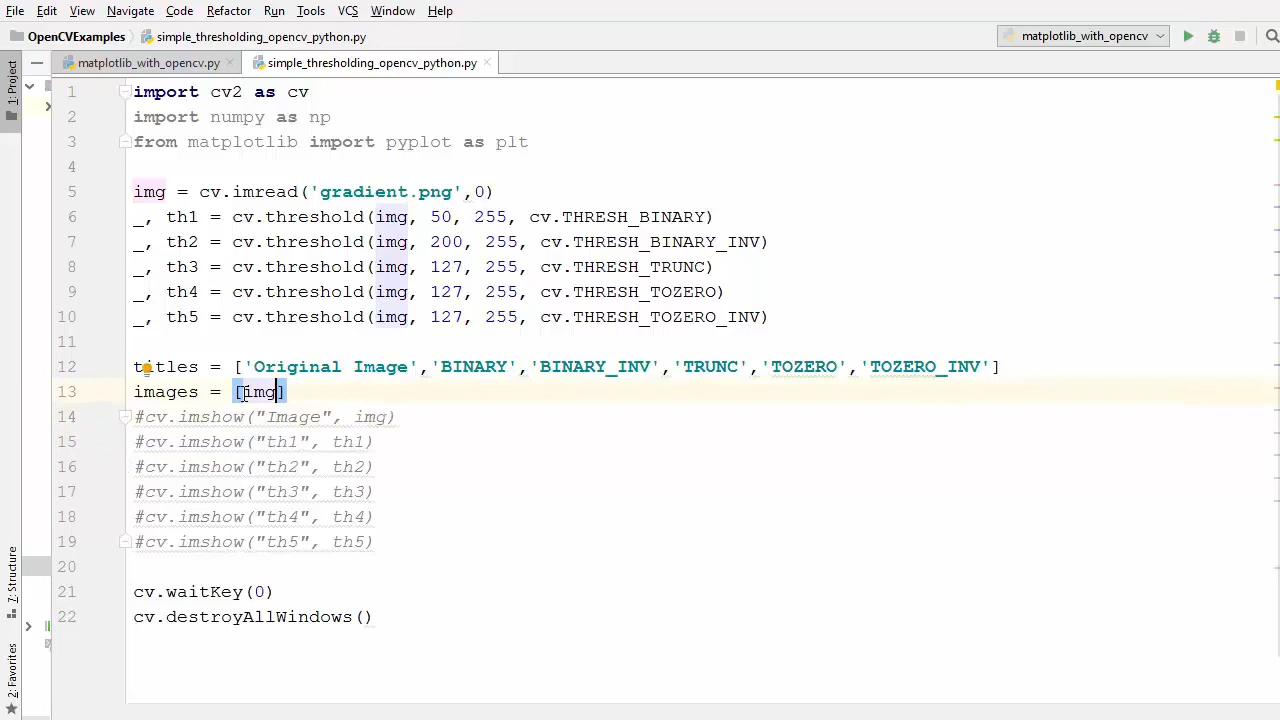 File Edit View Navigate Code Refactor Run Tools VCS Window Help
OpenCVExamples simple_thresholding_opencv_python.py matplotlib_with_opencv
matplotlib_with_opencv.py simple_thresholding_opencv_python.py
1: Project
7: Structure
2: Favorites
1 import cv2 as cv
2 import numpy as np
3 from matplotlib import pyplot as plt
4
5 img = cv.imread('gradient.png',0)
6 _, th1 = cv.threshold(img, 50, 255, cv.THRESH_BINARY)
7 _, th2 = cv.threshold(img, 200, 255, cv.THRESH_BINARY_INV)
8 _, th3 = cv.threshold(img, 127, 255, cv.THRESH_TRUNC)
9 _, th4 = cv.threshold(img, 127, 255, cv.THRESH_TOZERO)
10 _, th5 = cv.threshold(img, 127, 255, cv.THRESH_TOZERO_INV)
11
12 titles = ['Original Image','BINARY','BINARY_INV','TRUNC','TOZERO','TOZERO_INV']
13 images = [img]
14 #cv.imshow("Image", img)
15 #cv.imshow("th1", th1)
16 #cv.imshow("th2", th2)
17 #cv.imshow("th3", th3)
18 #cv.imshow("th4", th4)
19 #cv.imshow("th5", th5)
20
21 cv.waitKey(0)
22 cv.destroyAllWindows()